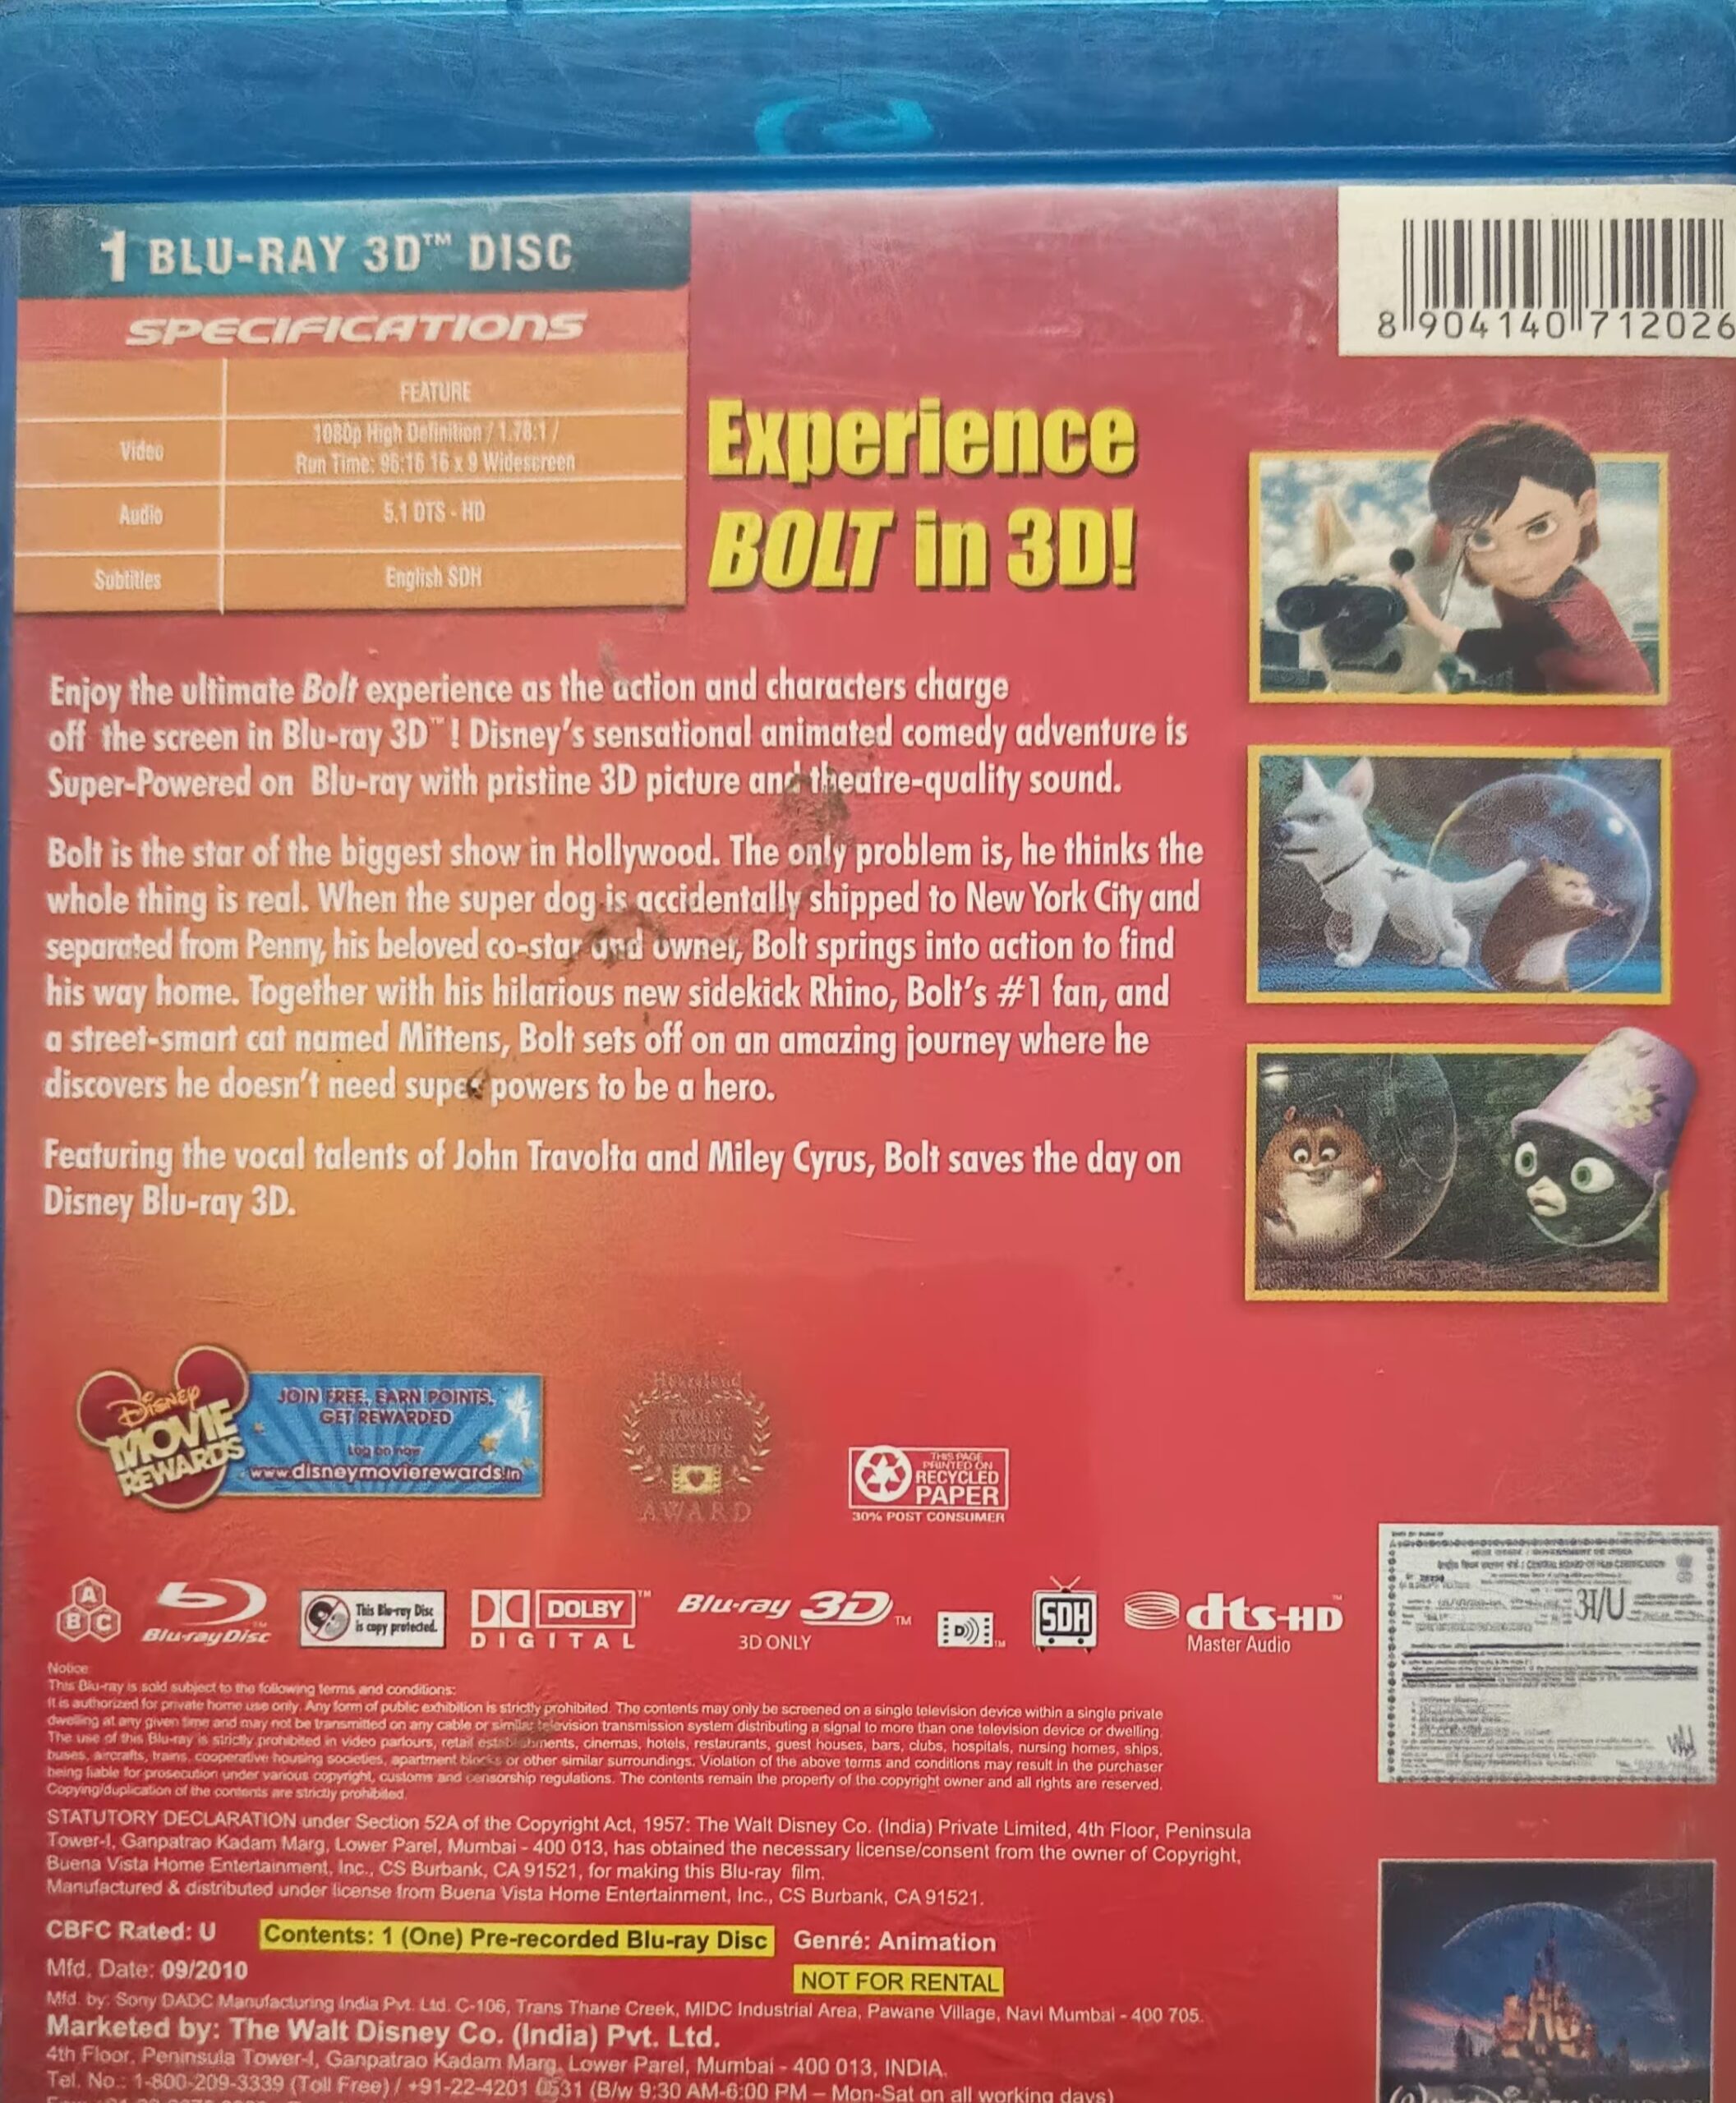 1 BLU-RAY 3D™ DISC
SPECIFICATIONS
FEATURE
Video
1080p High Definition / 1.78:1 /
Run Time: 96:16 16 x 9 Widescreen
Audio
5.1 DTS - HD
Subtitles
English SDH
8 904140 712026
Experience
BOLT in 3D!
Enjoy the ultimate Bolt experience as the action and characters charge
off the screen in Blu-ray 3D™! Disney's sensational animated comedy adventure is
Super-Powered on Blu-ray with pristine 3D picture and theatre-quality sound.
Bolt is the star of the biggest show in Hollywood. The only problem is, he thinks the
whole thing is real. When the super dog is accidentally shipped to New York City and
separated from Penny, his beloved co-star and owner, Bolt springs into action to find
his way home. Together with his hilarious new sidekick Rhino, Bolt's #1 fan, and
a street-smart cat named Mittens, Bolt sets off on an amazing journey where he
discovers he doesn't need super powers to be a hero.
Featuring the vocal talents of John Travolta and Miley Cyrus, Bolt saves the day on
Disney Blu-ray 3D.
Disney
MOVIE
REWARDS
JOIN FREE, EARN POINTS,
GET REWARDED
Log on now
www.disneymovierewards.in
Heartland
TRULY
MOVING
PICTURE
AWARD
THIS PAGE
PRINTED ON
RECYCLED
PAPER
30% POST CONSUMER
A
B C
Blu-ray Disc™
This Blu-ray Disc
is copy protected.
DOLBY™
DIGITAL
Blu-ray 3D™
3D ONLY
D
SDH
dts-HD™
Master Audio
CENTRAL BOARD OF FILM CERTIFICATION
अ/U
Notice:
This Blu-ray is sold subject to the following terms and conditions:
It is authorized for private home use only. Any form of public exhibition is strictly prohibited. The contents may only be screened on a single television device within a single private
dwelling at any given time and may not be transmitted on any cable or similar television transmission system distributing a signal to more than one television device or dwelling.
The use of this Blu-ray is strictly prohibited in video parlours, retail establishments, cinemas, hotels, restaurants, guest houses, bars, clubs, hospitals, nursing homes, ships,
buses, aircrafts, trains, cooperative housing societies, apartment blocks or other similar surroundings. Violation of the above terms and conditions may result in the purchaser
being liable for prosecution under various copyright, customs and censorship regulations. The contents remain the property of the copyright owner and all rights are reserved.
Copying/duplication of the contents are strictly prohibited.
STATUTORY DECLARATION under Section 52A of the Copyright Act, 1957: The Walt Disney Co. (India) Private Limited, 4th Floor, Peninsula
Tower-I, Ganpatrao Kadam Marg, Lower Parel, Mumbai - 400 013, has obtained the necessary license/consent from the owner of Copyright,
Buena Vista Home Entertainment, Inc., CS Burbank, CA 91521, for making this Blu-ray film.
Manufactured & distributed under license from Buena Vista Home Entertainment, Inc., CS Burbank, CA 91521.
CBFC Rated: U
Contents: 1 (One) Pre-recorded Blu-ray Disc
Genré: Animation
Mfd. Date: 09/2010
NOT FOR RENTAL
Mfd. by: Sony DADC Manufacturing India Pvt. Ltd. C-106, Trans Thane Creek, MIDC Industrial Area, Pawane Village, Navi Mumbai - 400 705.
Marketed by: The Walt Disney Co. (India) Pvt. Ltd.
4th Floor, Peninsula Tower-I, Ganpatrao Kadam Marg, Lower Parel, Mumbai - 400 013, INDIA.
Tel. No.: 1-800-209-3339 (Toll Free) / +91-22-4201 0531 (B/w 9:30 AM-6:00 PM – Mon-Sat on all working days)